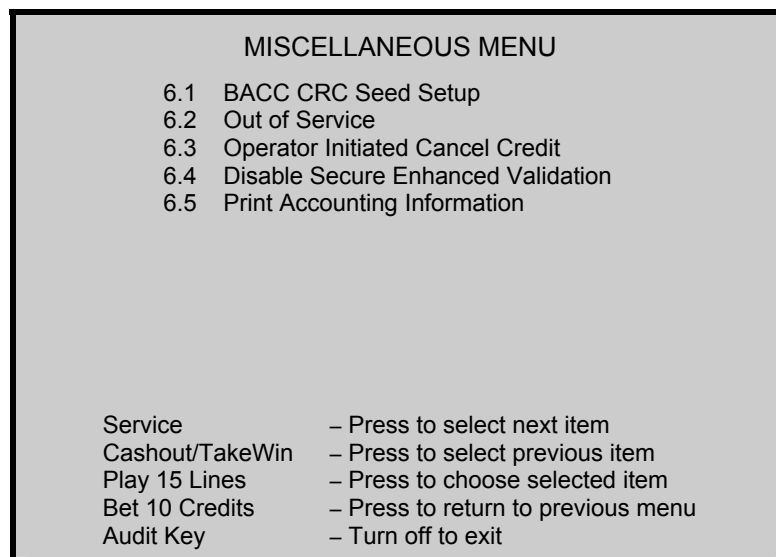 MISCELLANEOUS MENU
6.1 BACC CRC Seed Setup
6.2 Out of Service
6.3 Operator Initiated Cancel Credit
6.4 Disable Secure Enhanced Validation
6.5 Print Accounting Information
Service – Press to select next item
Cashout/TakeWin – Press to select previous item
Play 15 Lines – Press to choose selected item
Bet 10 Credits – Press to return to previous menu
Audit Key – Turn off to exit